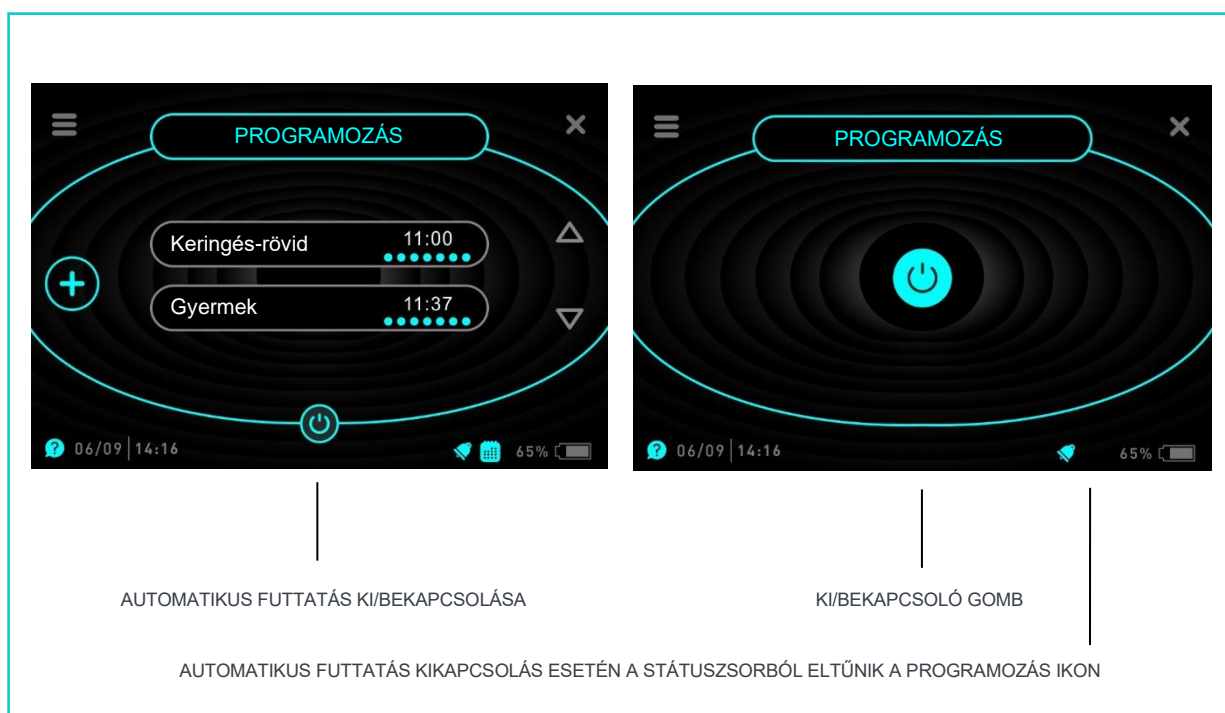 PROGRAMOZÁS
Keringés-rövid 11:00
Gyermek 11:37
? 06/09 14:16 65%
AUTOMATIKUS FUTTATÁS KI/BEKAPCSOLÁSA
PROGRAMOZÁS
? 06/09 14:16 65%
KI/BEKAPCSOLÓ GOMB
AUTOMATIKUS FUTTATÁS KIKAPCSOLÁS ESETÉN A STÁTUSZSORBÓL ELTŰNIK A PROGRAMOZÁS IKON